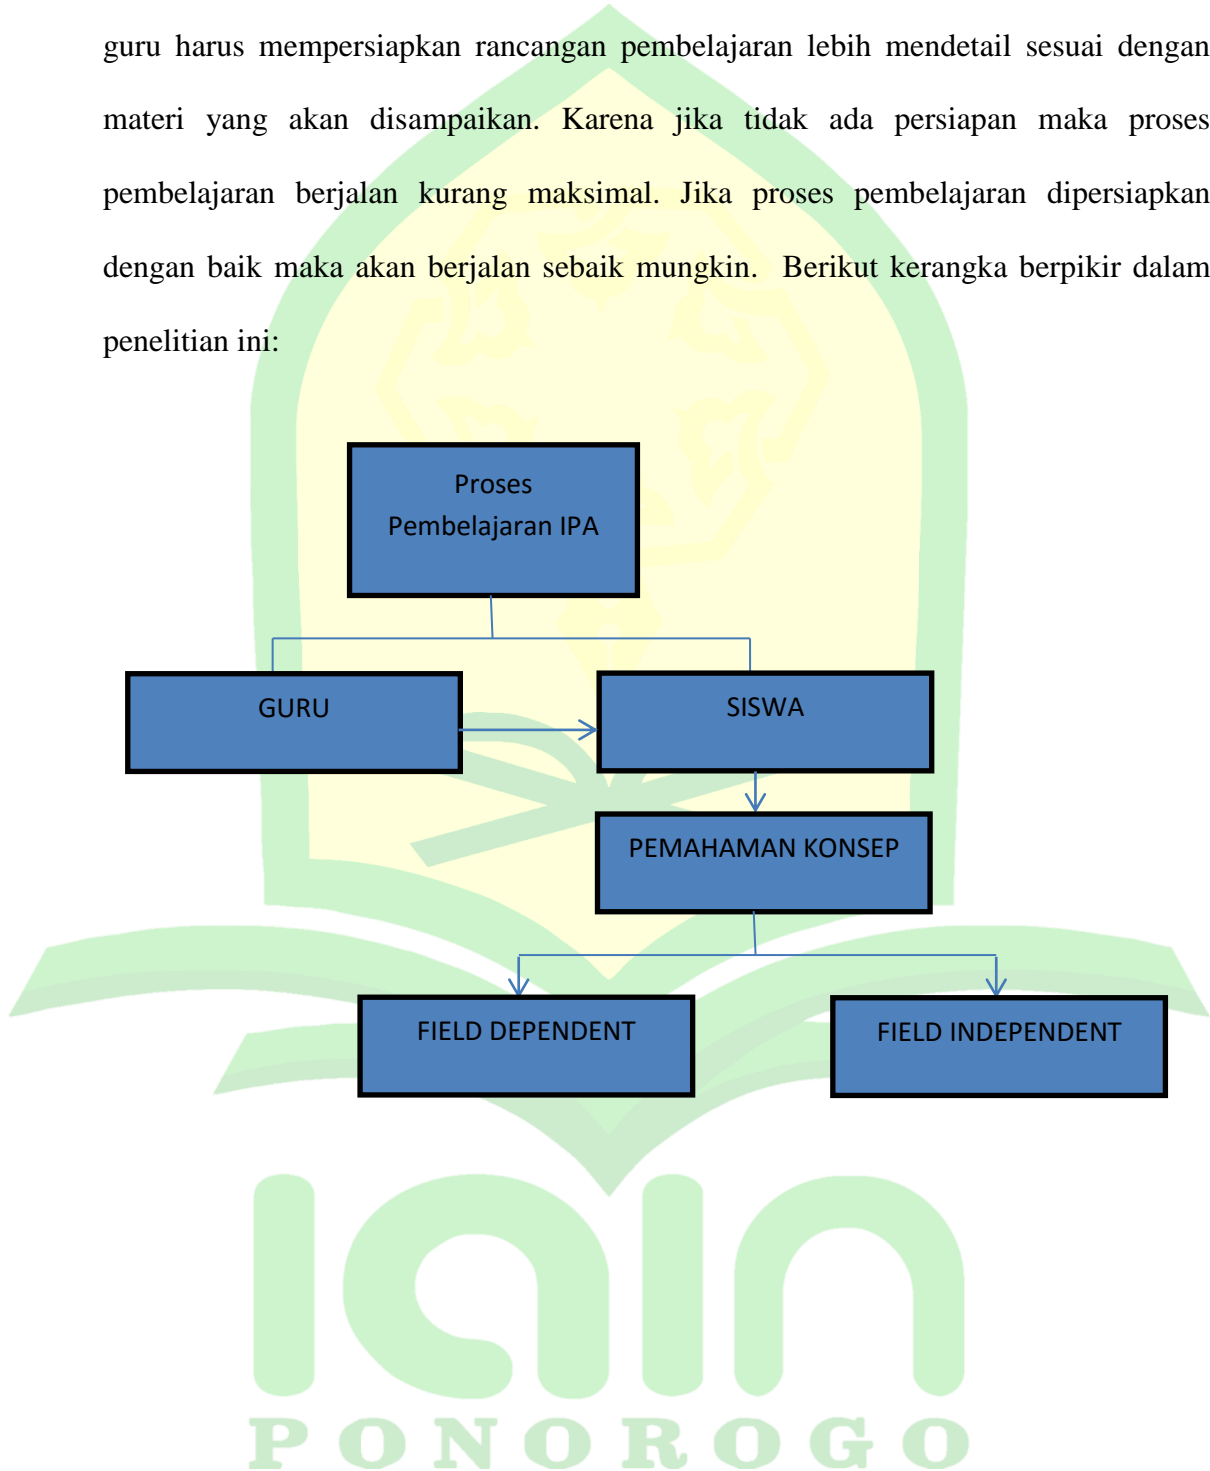 guru harus mempersiapkan rancangan pembelajaran lebih mendetail sesuai dengan
materi yang akan disampaikan. Karena jika tidak ada persiapan maka proses
pembelajaran berjalan kurang maksimal. Jika proses pembelajaran dipersiapkan
dengan baik maka akan berjalan sebaik mungkin. Berikut kerangka berpikir dalam
penelitian ini:
Proses
Pembelajaran IPA
GURU
SISWA
PEMAHAMAN KONSEP
FIELD DEPENDENT
FIELD INDEPENDENT
iain
PONOROGO